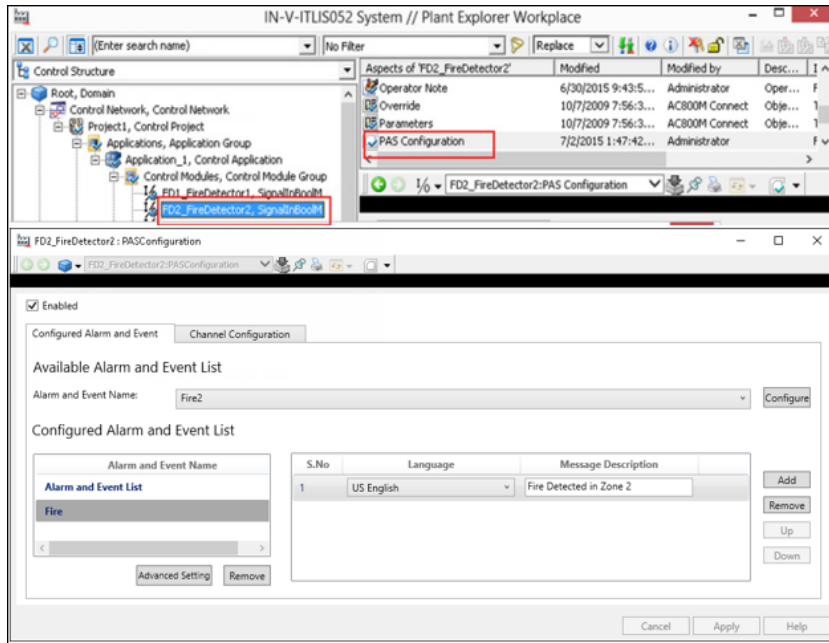 IN-V-ITLIS052 System // Plant Explorer Workplace
(Enter search name) No Filter Replace
Control Structure
Root, Domain
Control Network, Control Network
Project1, Control Project
Applications, Application Group
Application_1, Control Application
Control Modules, Control Module Group
FD1_FireDetector1, SignalInBoolM
FD2_FireDetector2, SignalInBoolM
Aspects of 'FD2_FireDetector2' Modified Modified by Desc...
Operator Note 6/30/2015 9:43:5... Administrator Oper...
Override 10/7/2009 7:56:3... AC800M Connect Obje...
Parameters 10/7/2009 7:56:3... AC800M Connect Obje...
PAS Configuration 7/2/2015 1:47:42... Administrator
FD2_FireDetector2:PAS Configuration
FD2_FireDetector2 : PASConfiguration
FD2_FireDetector2:PASConfiguration
Enabled
Configured Alarm and Event Channel Configuration
Available Alarm and Event List
Alarm and Event Name: Fire2 Configure
Configured Alarm and Event List
Alarm and Event Name
Alarm and Event List
Fire
S.No Language Message Description
1 US English Fire Detected in Zone 2
Add
Remove
Up
Down
Advanced Setting Remove
Cancel Apply Help